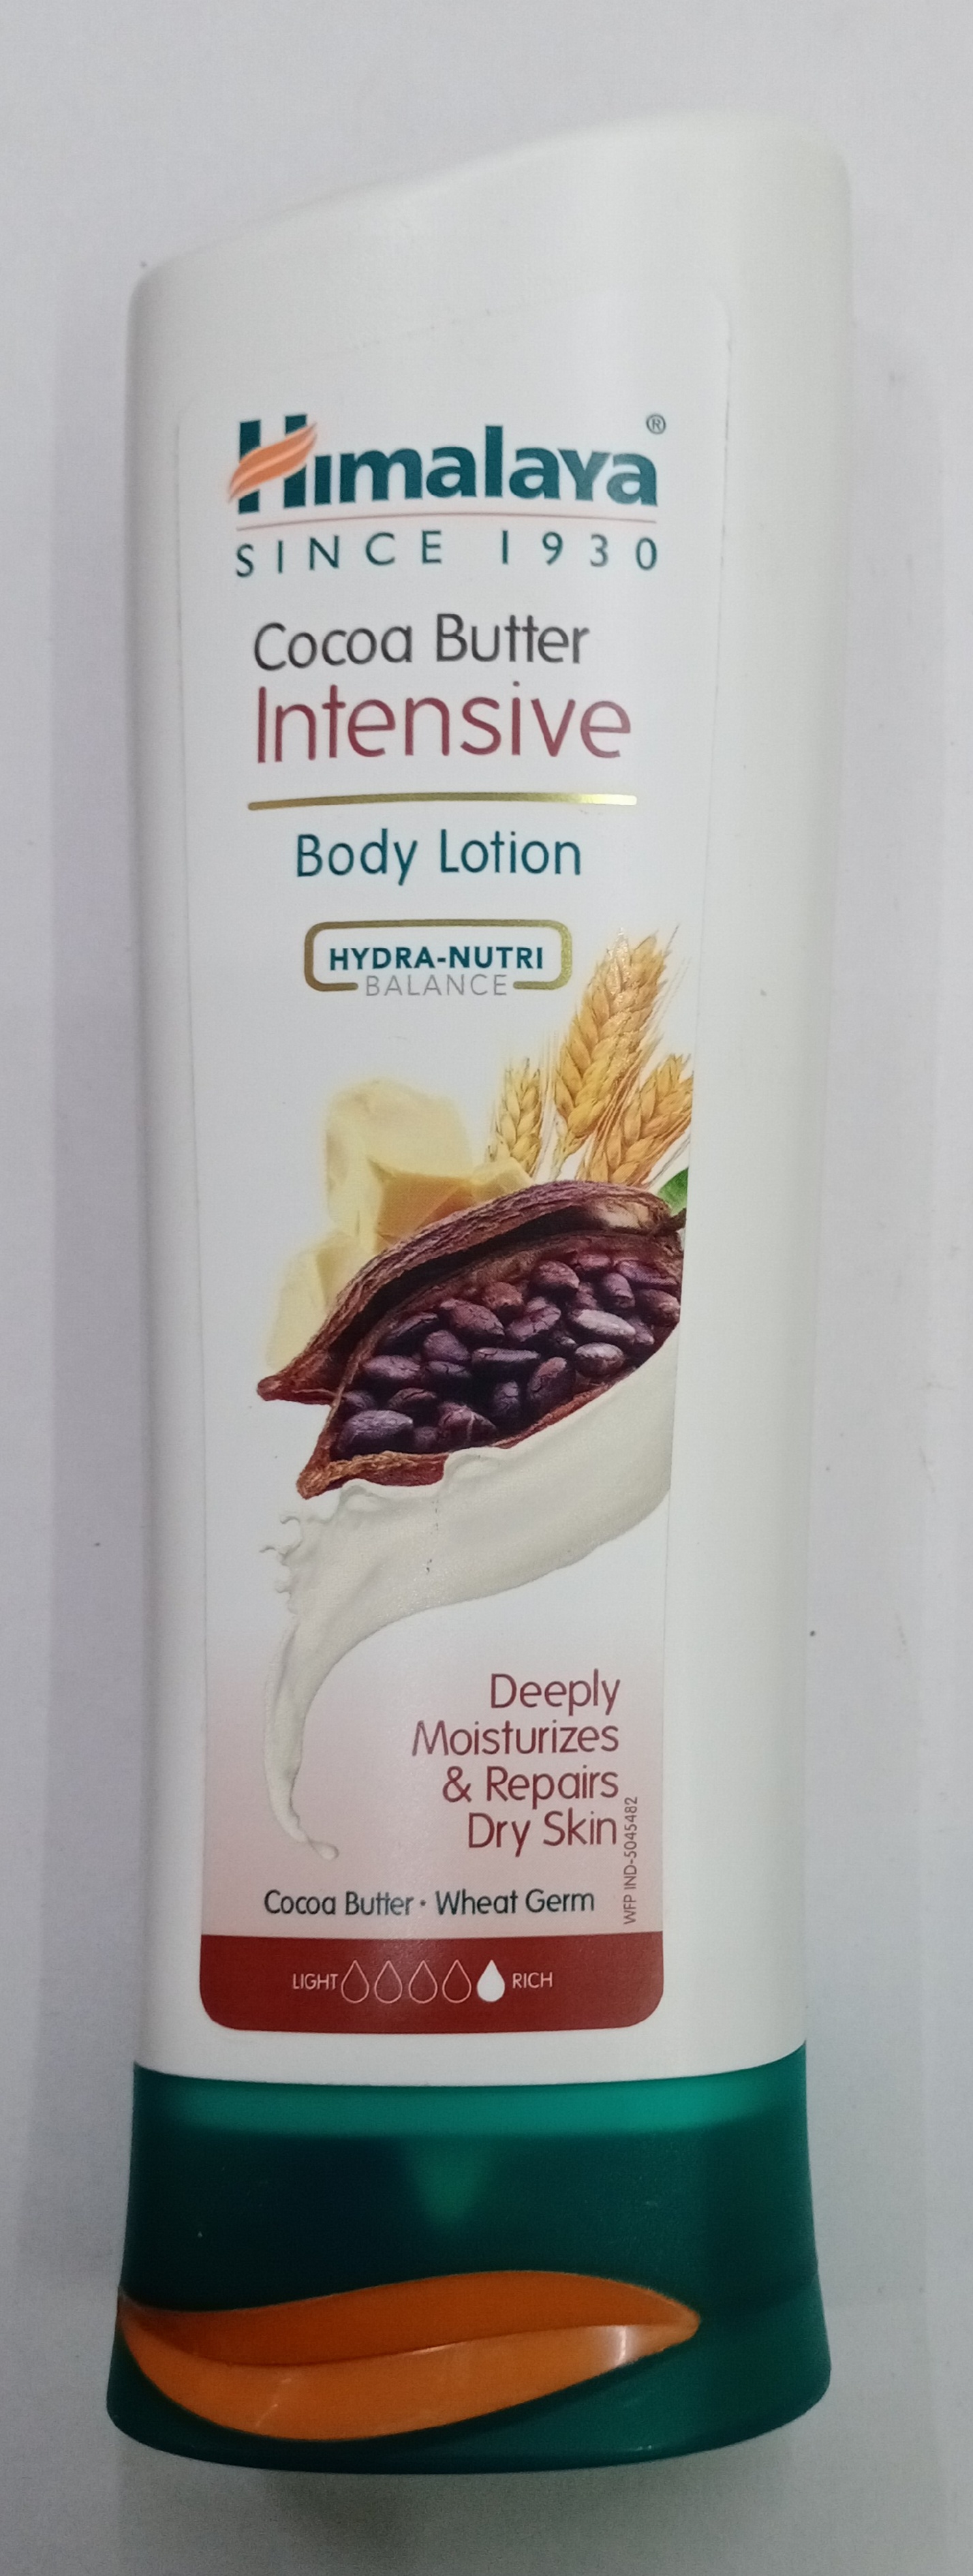 Himalaya®
SINCE 1930
Cocoa Butter
Intensive
Body Lotion
HYDRA-NUTRI
BALANCE
Deeply
Moisturizes
& Repairs
Dry Skin
WFP IND-5045482
Cocoa Butter • Wheat Germ
LIGHT RICH